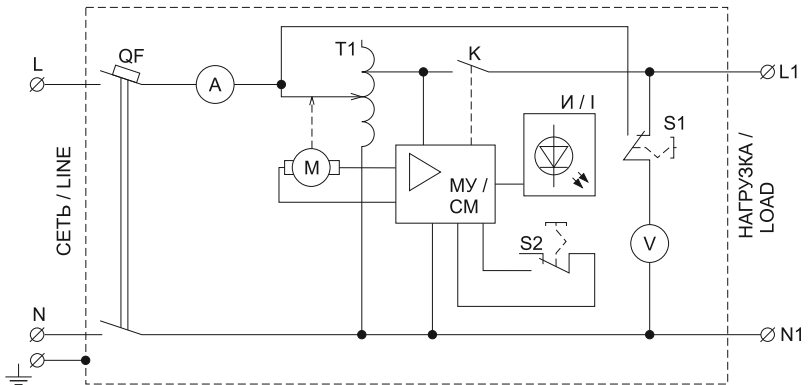 QF
T1
K
L
L1
A
И / I
S1
M
МУ /
СМ
СЕТЬ / LINE
НАГРУЗКА /
LOAD
S2
V
N
N1